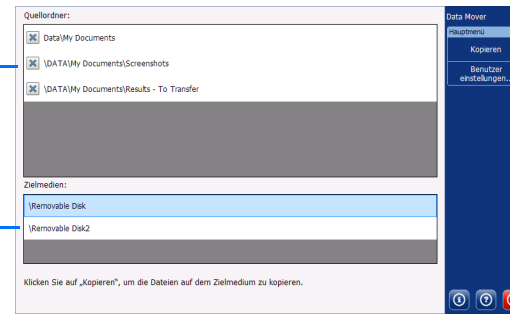 Quellordner:
Data\My Documents
\DATA\My Documents\Screenshots
\DATA\My Documents\Results - To Transfer
Zielmedien:
\Removable Disk
\Removable Disk2
Klicken Sie auf „Kopieren“, um die Dateien auf dem Zielmedium zu kopieren.
Data Mover
Hauptmenü
Kopieren
Benutzer
einstellungen..